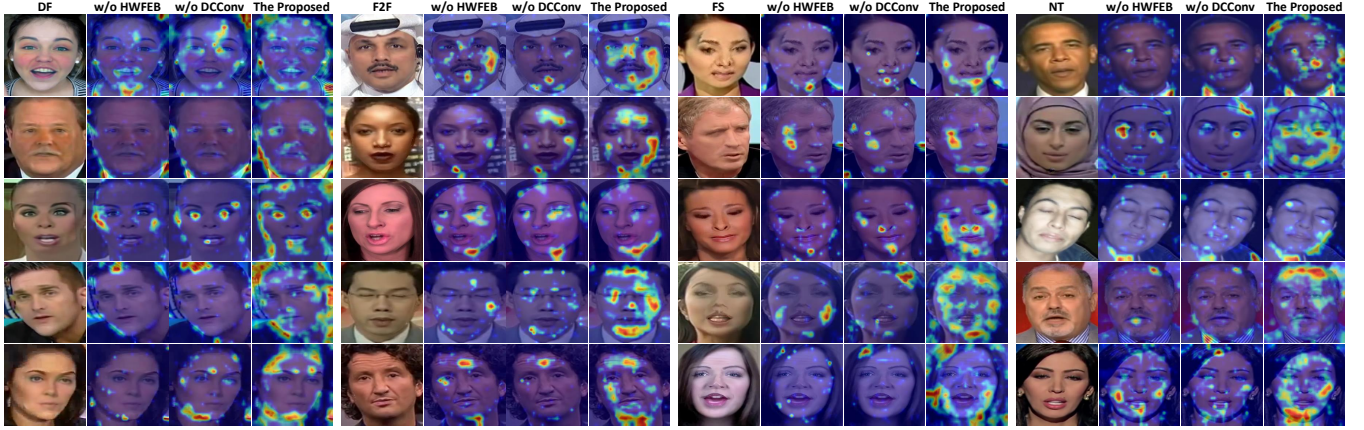 DF w/o HWFEB w/o DCConv The Proposed F2F w/o HWFEB w/o DCConv The Proposed FS w/o HWFEB w/o DCConv The Proposed NT w/o HWFEB w/o DCConv The Proposed